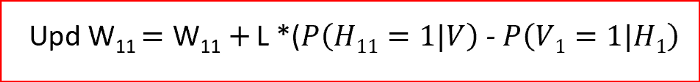 Upd W₁₁ = W₁₁ + L *(P(H₁₁ = 1|V) - P(V₁ = 1|H₁)